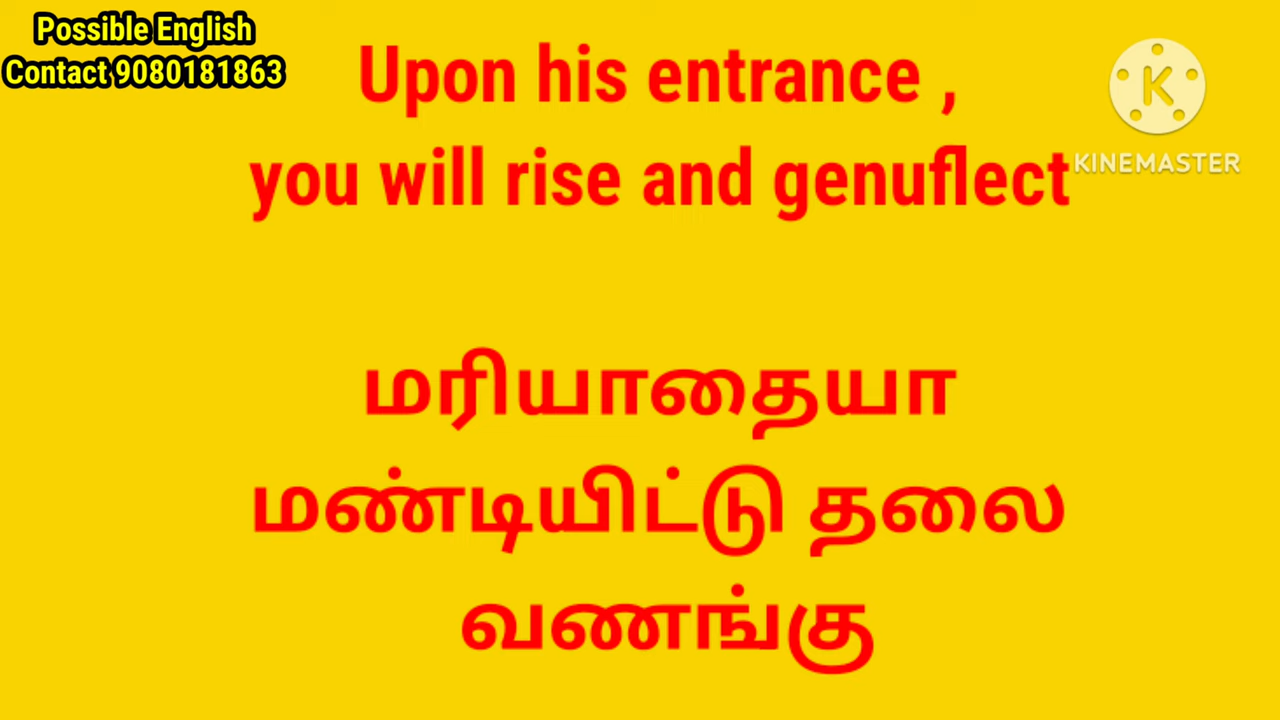 Possible English
Contact 9080181863
Upon his entrance ,
you will rise and genuflect
KINEMASTER
மரியாதையா
மண்டியிட்டு தலை
வணங்கு